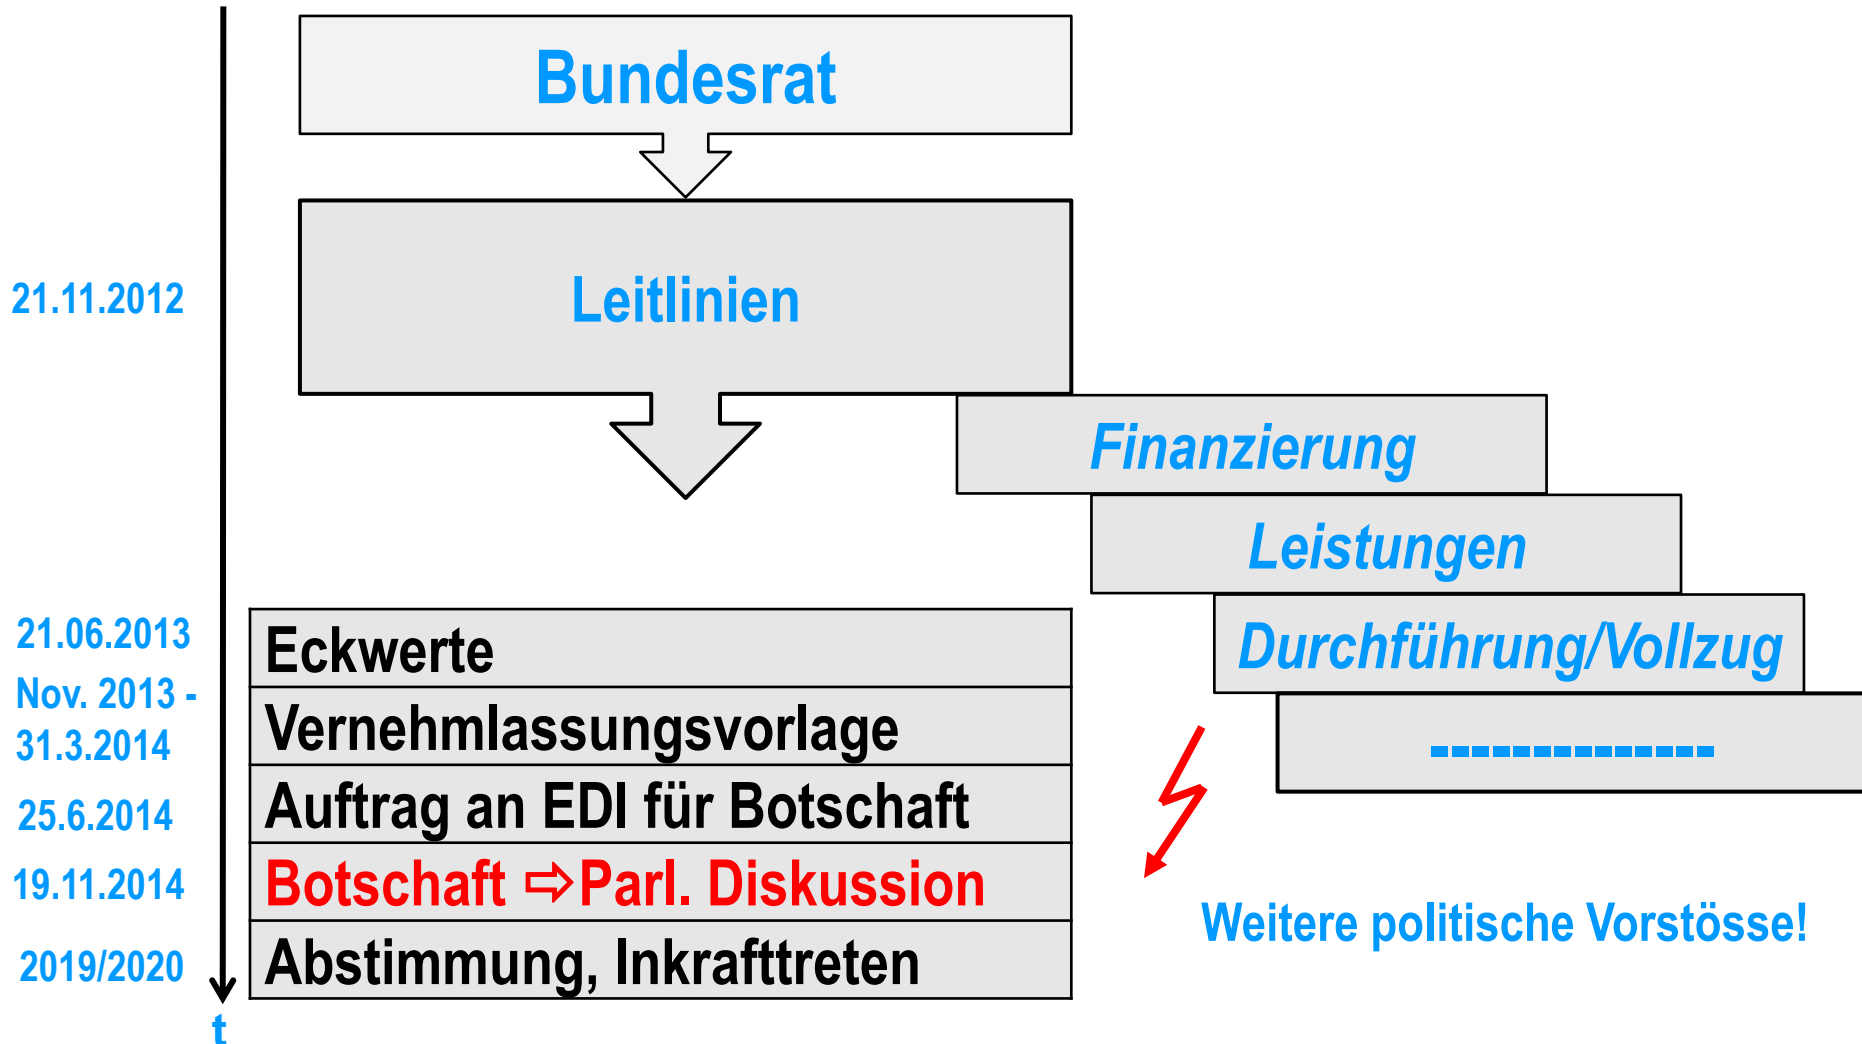 Bundesrat
21.11.2012
Leitlinien
Finanzierung
Leistungen
Durchführung/Vollzug
--------------
21.06.2013
Eckwerte
Nov. 2013 -
31.3.2014
Vernehmlassungsvorlage
25.6.2014
Auftrag an EDI für Botschaft
19.11.2014
Botschaft ⇨Parl. Diskussion
Weitere politische Vorstösse!
2019/2020
Abstimmung, Inkrafttreten
t